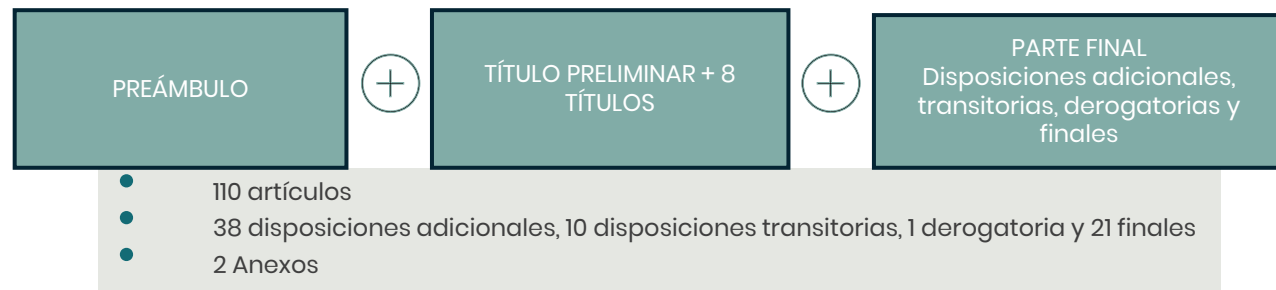 PREÁMBULO
TÍTULO PRELIMINAR + 8
TÍTULOS
PARTE FINAL
Disposiciones adicionales,
transitorias, derogatorias y
finales
110 artículos
38 disposiciones adicionales, 10 disposiciones transitorias, 1 derogatoria y 21 finales
2 Anexos